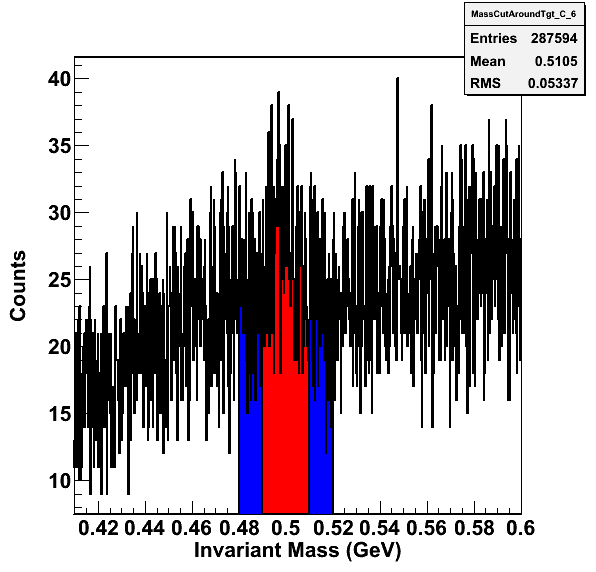 MassCutAroundTgt_C_6
Entries 287594
Mean 0.5105
RMS 0.05337
Counts
40
35
30
25
20
15
10
0.42 0.44 0.46 0.48 0.5 0.52 0.54 0.56 0.58 0.6
Invariant Mass (GeV)